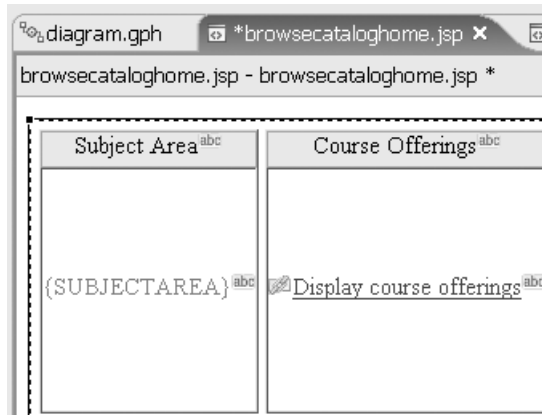 diagram.gph *browsecataloghome.jsp
browsecataloghome.jsp - browsecataloghome.jsp *
Subject Area abc Course Offerings abc
{SUBJECTAREA} abc Display course offerings abc